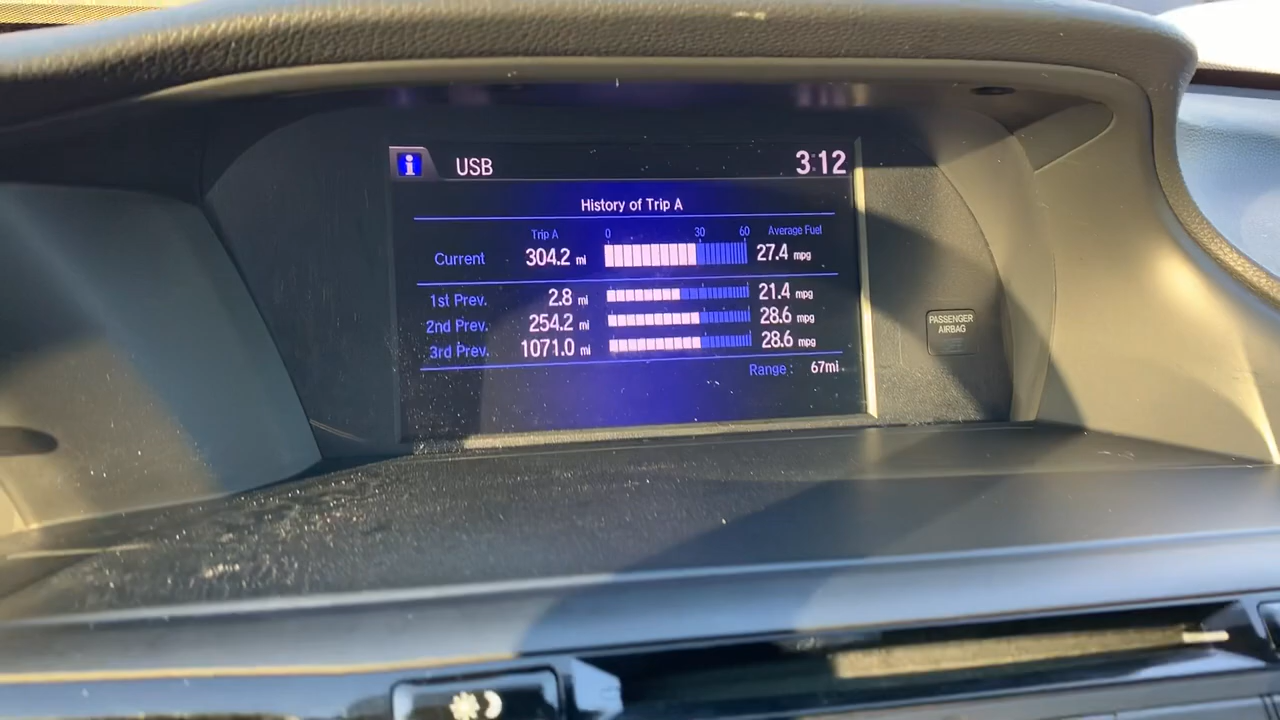 i USB 3:12
History of Trip A
Trip A 0 30 60 Average Fuel
Current 304.2 mi 27.4 mpg
1st Prev. 2.8 mi 21.4 mpg
2nd Prev. 254.2 mi 28.6 mpg
3rd Prev. 1071.0 mi 28.6 mpg
Range : 67mi
PASSENGER
AIRBAG